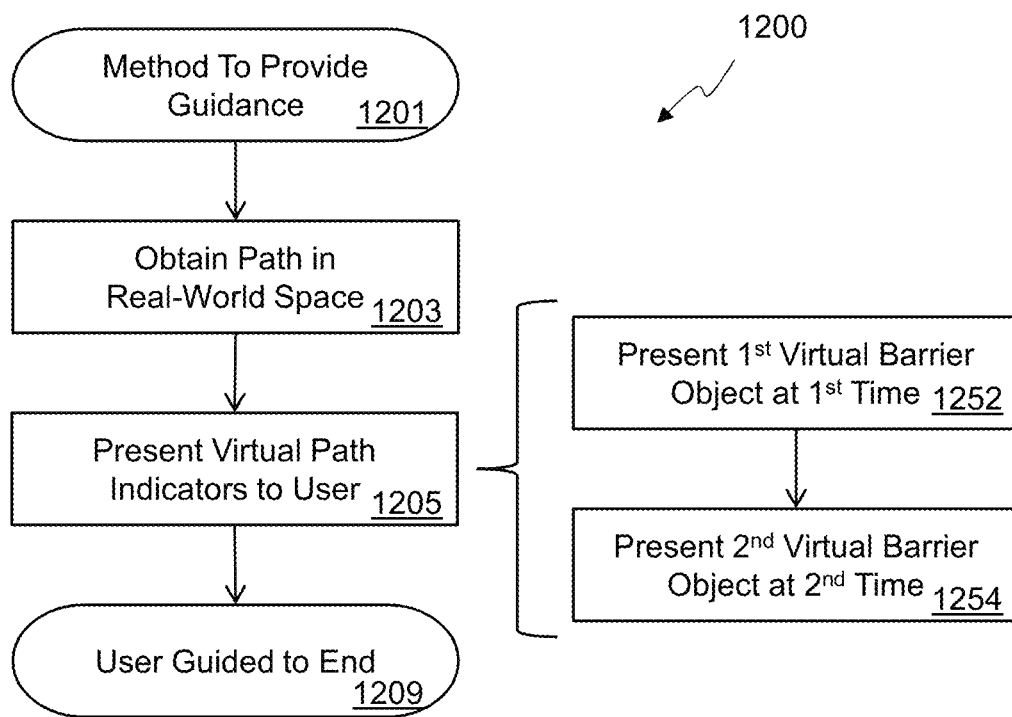 1200
Method To Provide
Guidance 1201
Obtain Path in
Real-World Space 1203
Present Virtual Path
Indicators to User 1205
User Guided to End
1209
Present 1st Virtual Barrier
Object at 1st Time 1252
Present 2nd Virtual Barrier
Object at 2nd Time 1254